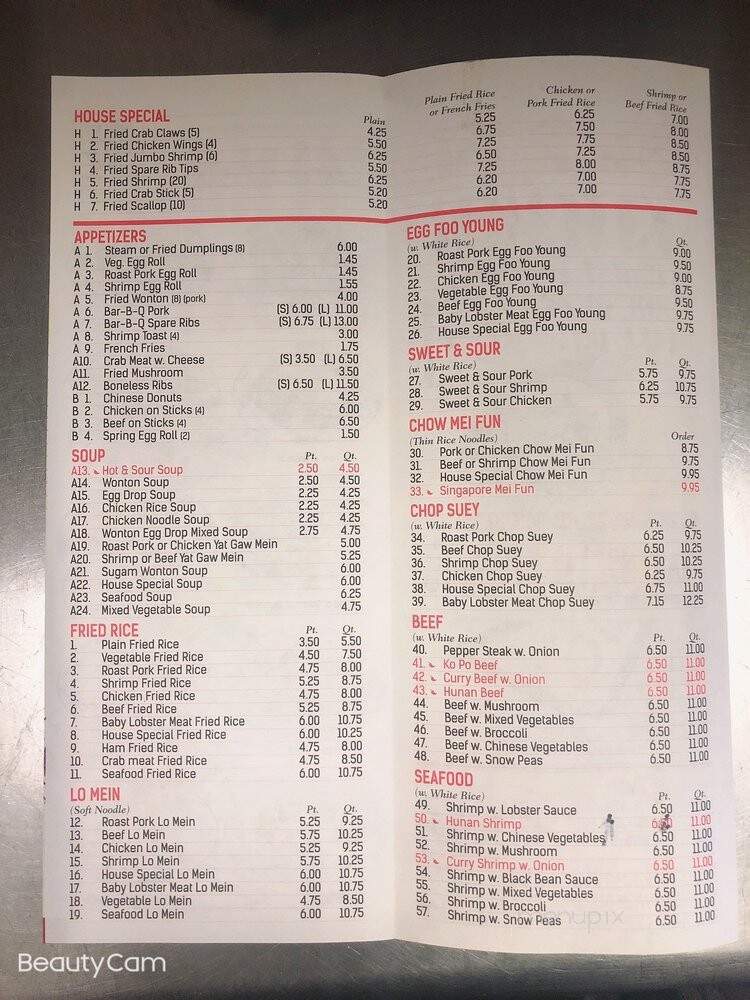 HOUSE SPECIAL
Plain
Plain Fried Rice or French Fries
Chicken or Pork Fried Rice
Shrimp or Beef Fried Rice
H 1. Fried Crab Claws (5) 4.25 5.25 6.25 7.00
H 2. Fried Chicken Wings (4) 5.50 6.75 7.50 8.00
H 3. Fried Jumbo Shrimp (6) 6.25 7.25 7.75 8.50
H 4. Fried Spare Rib Tips 5.50 6.50 7.25 8.50
H 5. Fried Shrimp (20) 6.25 7.25 8.00 8.75
H 6. Fried Crab Stick (5) 5.20 6.20 7.00 7.75
H 7. Fried Scallop (10) 5.20 6.20 7.00 7.75
APPETIZERS
A 1. Steam or Fried Dumplings (8) 6.00
A 2. Veg. Egg Roll 1.45
A 3. Roast Pork Egg Roll 1.45
A 4. Shrimp Egg Roll 1.55
A 5. Fried Wonton (8) (pork) 4.00
A 6. Bar-B-Q Pork (S) 6.00 (L) 11.00
A 7. Bar-B-Q Spare Ribs (S) 6.75 (L) 13.00
A 8. Shrimp Toast (4) 3.00
A 9. French Fries 1.75
A10. Crab Meat w. Cheese (S) 3.50 (L) 6.50
A11. Fried Mushroom 3.50
A12. Boneless Ribs (S) 6.50 (L) 11.50
B 1. Chinese Donuts 4.25
B 2. Chicken on Sticks (4) 6.00
B 3. Beef on Sticks (4) 6.50
B 4. Spring Egg Roll (2) 1.50
SOUP Pt. Qt.
A13. Hot & Sour Soup 2.50 4.50
A14. Wonton Soup 2.50 4.50
A15. Egg Drop Soup 2.25 4.25
A16. Chicken Rice Soup 2.25 4.25
A17. Chicken Noodle Soup 2.25 4.25
A18. Wonton Egg Drop Mixed Soup 2.75 4.75
A19. Roast Pork or Chicken Yat Gaw Mein 5.00
A20. Shrimp or Beef Yat Gaw Mein 5.25
A21. Sugam Wonton Soup 6.00
A22. House Special Soup 6.00
A23. Seafood Soup 6.25
A24. Mixed Vegetable Soup 4.75
FRIED RICE Pt. Qt.
1. Plain Fried Rice 3.50 5.50
2. Vegetable Fried Rice 4.50 7.50
3. Roast Pork Fried Rice 4.75 8.00
4. Shrimp Fried Rice 5.25 8.75
5. Chicken Fried Rice 4.75 8.00
6. Beef Fried Rice 5.25 8.75
7. Baby Lobster Meat Fried Rice 6.00 10.75
8. House Special Fried Rice 6.00 10.25
9. Ham Fried Rice 4.75 8.00
10. Crab meat Fried Rice 4.75 8.50
11. Seafood Fried Rice 6.00 10.75
LO MEIN
(Soft Noodle) Pt. Qt.
12. Roast Pork Lo Mein 5.25 9.25
13. Beef Lo Mein 5.75 10.25
14. Chicken Lo Mein 5.25 9.25
15. Shrimp Lo Mein 5.75 10.25
16. House Special Lo Mein 6.00 10.75
17. Baby Lobster Meat Lo Mein 6.00 10.75
18. Vegetable Lo Mein 4.75 8.50
19. Seafood Lo Mein 6.00 10.75
EGG FOO YOUNG
(w. White Rice) Qt.
20. Roast Pork Egg Foo Young 9.00
21. Shrimp Egg Foo Young 9.50
22. Chicken Egg Foo Young 9.00
23. Vegetable Egg Foo Young 8.75
24. Beef Egg Foo Young 9.50
25. Baby Lobster Meat Egg Foo Young 9.75
26. House Special Egg Foo Young 9.75
SWEET & SOUR
(w. White Rice) Pt. Qt.
27. Sweet & Sour Pork 5.75 9.75
28. Sweet & Sour Shrimp 6.25 10.75
29. Sweet & Sour Chicken 5.75 9.75
CHOW MEI FUN
(Thin Rice Noodles) Order
30. Pork or Chicken Chow Mei Fun 8.75
31. Beef or Shrimp Chow Mei Fun 9.75
32. House Special Chow Mei Fun 9.95
33. Singapore Mei Fun 9.95
CHOP SUEY
(w. White Rice) Pt. Qt.
34. Roast Pork Chop Suey 6.25 9.75
35. Beef Chop Suey 6.50 10.25
36. Shrimp Chop Suey 6.50 10.25
37. Chicken Chop Suey 6.25 9.75
38. House Special Chop Suey 6.75 11.00
39. Baby Lobster Meat Chop Suey 7.15 12.25
BEEF
(w. White Rice) Pt. Qt.
40. Pepper Steak w. Onion 6.50 11.00
41. Ko Po Beef 6.50 11.00
42. Curry Beef w. Onion 6.50 11.00
43. Hunan Beef 6.50 11.00
44. Beef w. Mushroom 6.50 11.00
45. Beef w. Mixed Vegetables 6.50 11.00
46. Beef w. Broccoli 6.50 11.00
47. Beef w. Chinese Vegetables 6.50 11.00
48. Beef w. Snow Peas 6.50 11.00
SEAFOOD
(w. White Rice) Pt. Qt.
49. Shrimp w. Lobster Sauce 6.50 11.00
50. Hunan Shrimp 11.00
51. Shrimp w. Chinese Vegetables 6.50 11.00
52. Shrimp w. Mushroom 6.50 11.00
53. Curry Shrimp w. Onion 6.50 11.00
54. Shrimp w. Black Bean Sauce 6.50 11.00
55. Shrimp w. Mixed Vegetables 6.50 11.00
56. Shrimp w. Broccoli 6.50 11.00
57. Shrimp w. Snow Peas 6.50 11.00
menupix
BeautyCam